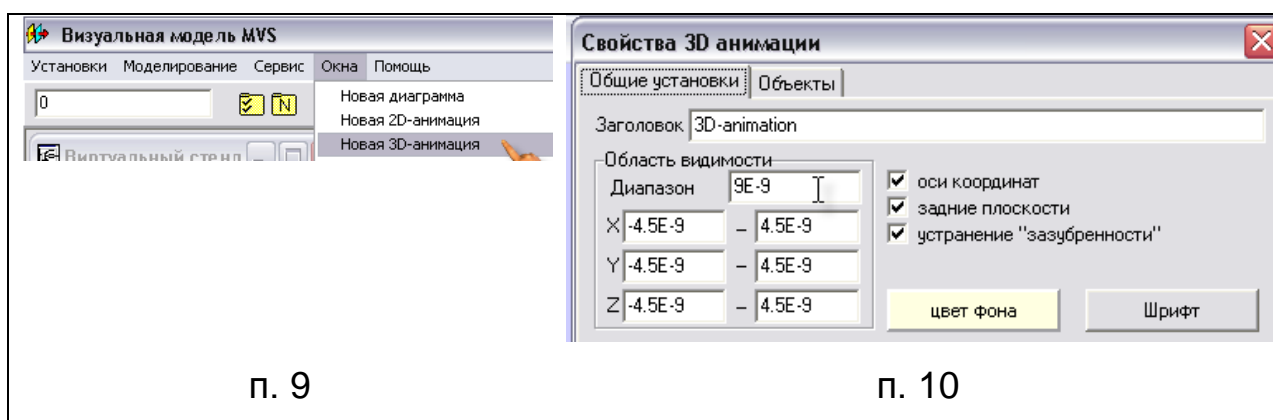 Визуальная модель MVS
Установки Моделирование Сервис Окна Помощь
0
N
Новая диаграмма
Новая 2D-анимация
Новая 3D-анимация
Виртуальный стенд
Свойства 3D анимации
Общие установки Объекты
Заголовок 3D-animation
Область видимости
Диапазон 9E-9
X -4.5E-9 – 4.5E-9
Y -4.5E-9 – 4.5E-9
Z -4.5E-9 – 4.5E-9
оси координат
задние плоскости
устранение "зазубренности"
цвет фона Шрифт
п. 9
п. 10